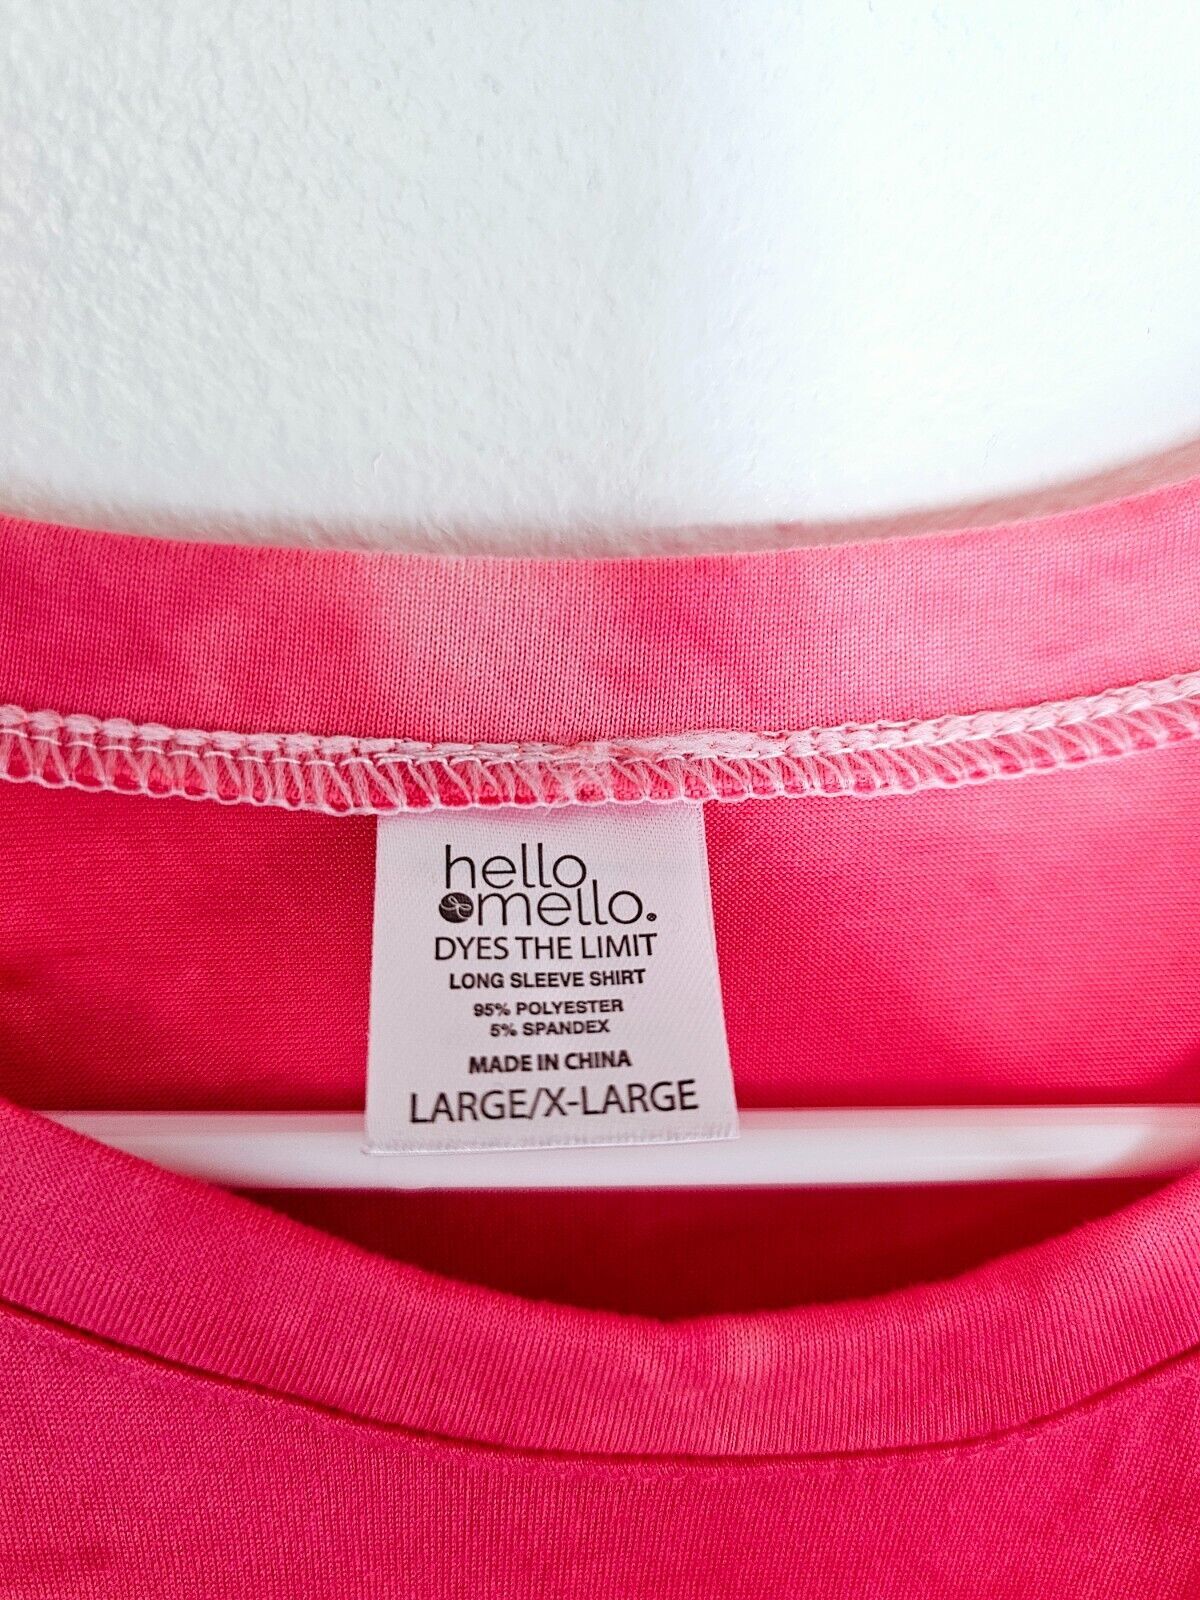 hello
mello®
DYES THE LIMIT
LONG SLEEVE SHIRT
95% POLYESTER
5% SPANDEX
MADE IN CHINA
LARGE/X-LARGE